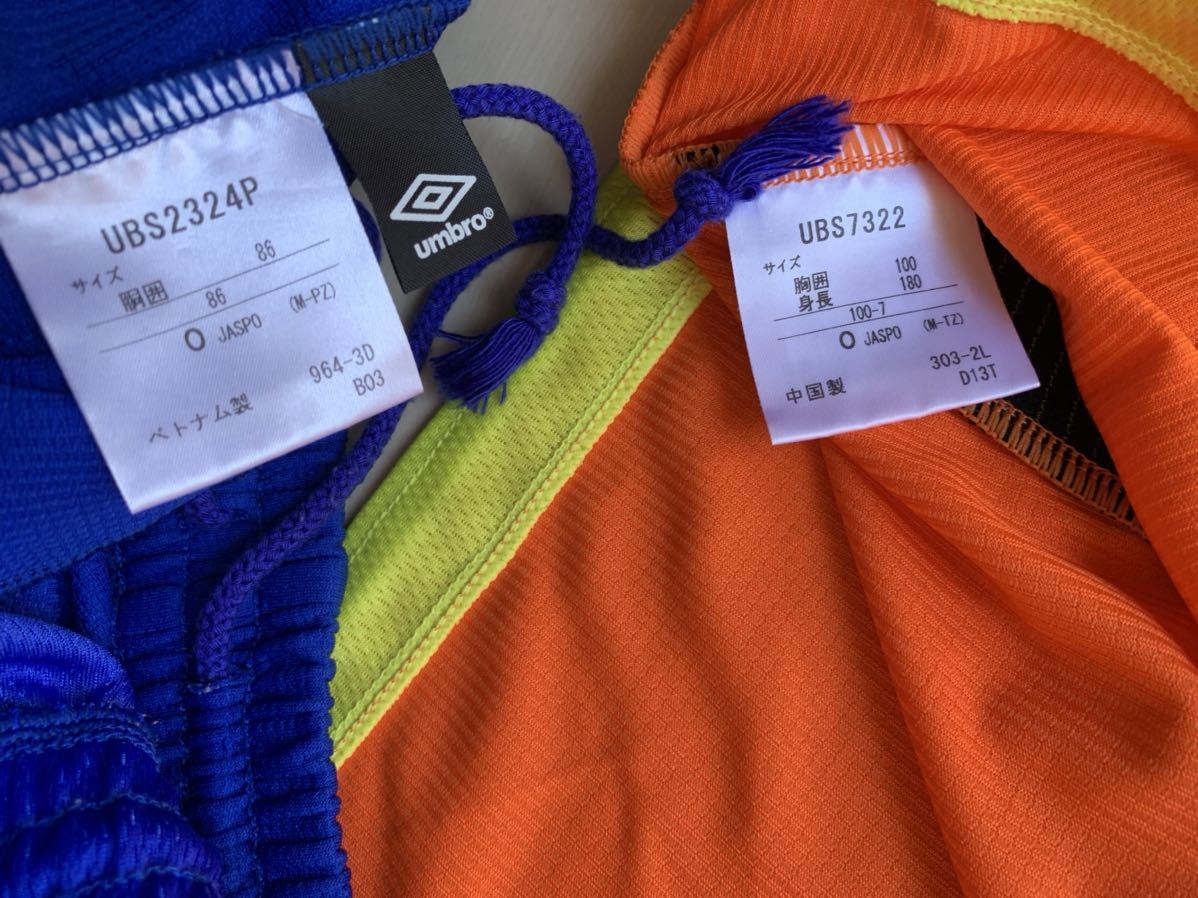 UBS2324P
サイズ
胴囲 86
86
O JASPO (M-PZ)
964-3D
ベトナム製 B03
umbro®
UBS7322
サイズ
胸囲 100
身長 180
100-7
O JASPO (M-TZ)
303-2L
中国製 D13T